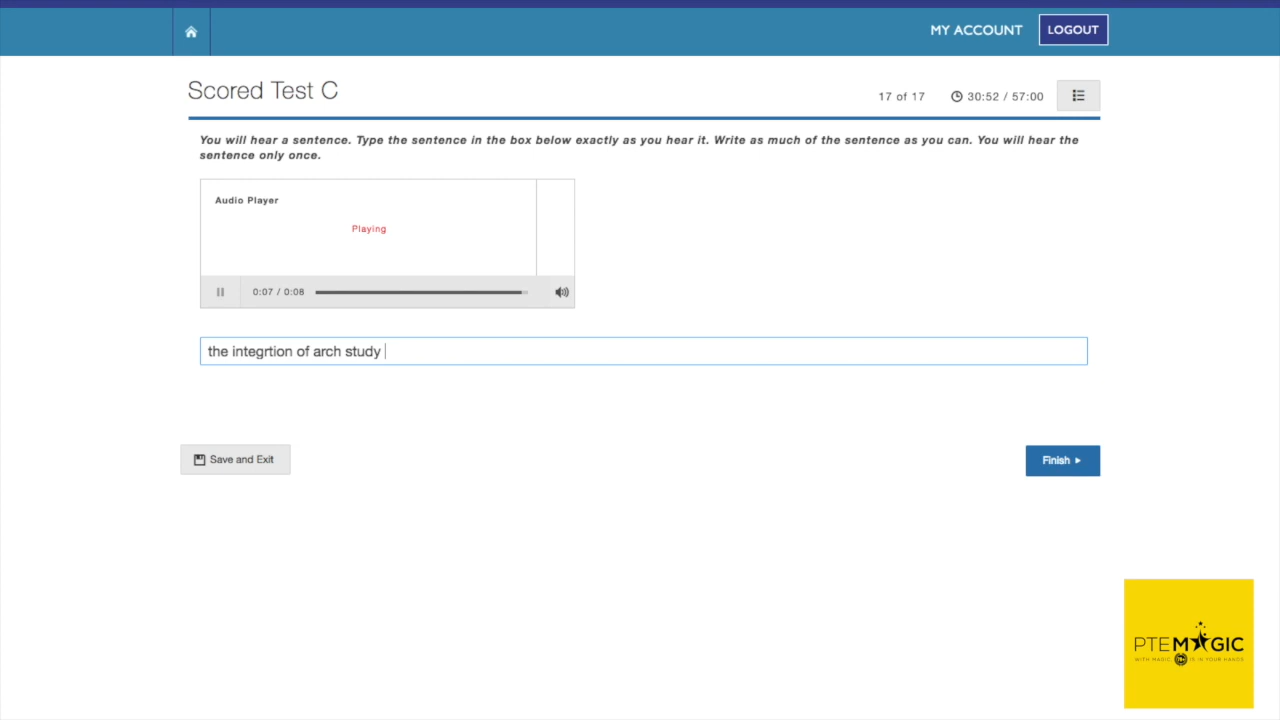 MY ACCOUNT
LOGOUT
Scored Test C
17 of 17
30:52 / 57:00
You will hear a sentence. Type the sentence in the box below exactly as you hear it. Write as much of the sentence as you can. You will hear the
sentence only once.
Audio Player
Playing
0:07 / 0:08
the integrtion of arch study
Save and Exit
Finish
PTEMAGIC